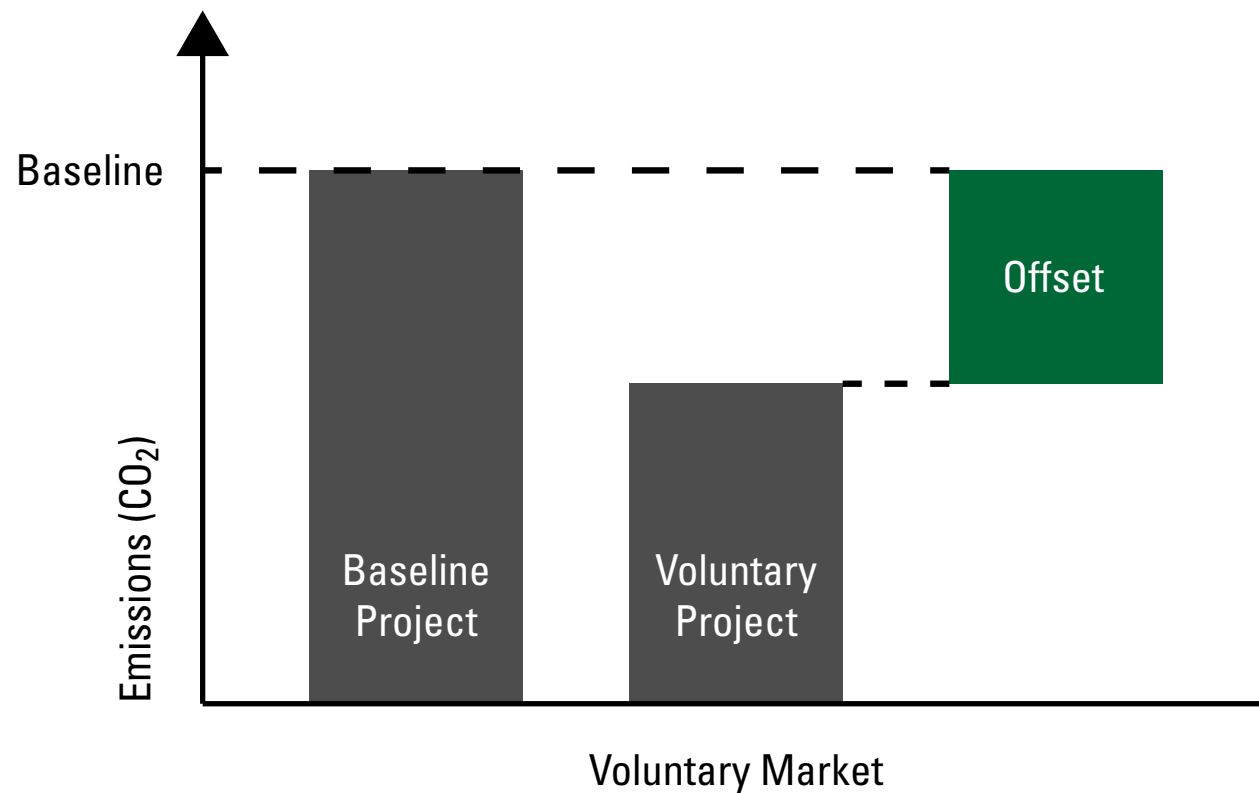 Baseline
Offset
Emissions (CO₂)
Baseline
Project
Voluntary
Project
Voluntary Market